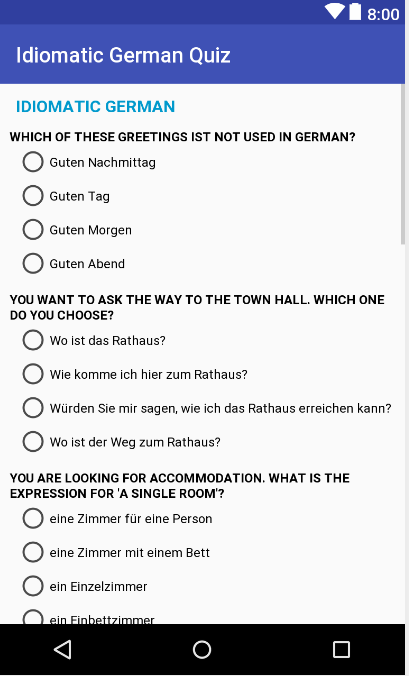 8:00
Idiomatic German Quiz
IDIOMATIC GERMAN
WHICH OF THESE GREETINGS IST NOT USED IN GERMAN?
Guten Nachmittag
Guten Tag
Guten Morgen
Guten Abend
YOU WANT TO ASK THE WAY TO THE TOWN HALL. WHICH ONE
DO YOU CHOOSE?
Wo ist das Rathaus?
Wie komme ich hier zum Rathaus?
Würden Sie mir sagen, wie ich das Rathaus erreichen kann?
Wo ist der Weg zum Rathaus?
YOU ARE LOOKING FOR ACCOMMODATION. WHAT IS THE
EXPRESSION FOR 'A SINGLE ROOM'?
eine Zimmer für eine Person
eine Zimmer mit einem Bett
ein Einzelzimmer
ein Einbettzimmer